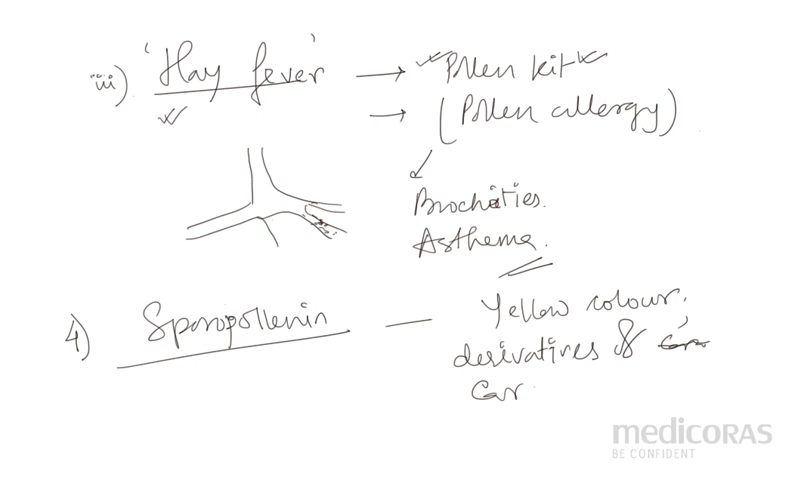 iii) 'Hay fever' → Pollen kit
→ (Pollen allergy)
Brochities.
Asthema.
4) Sporopollenin — Yellow colour,
derivatives of
Car
medicoRAS
BE CONFIDENT